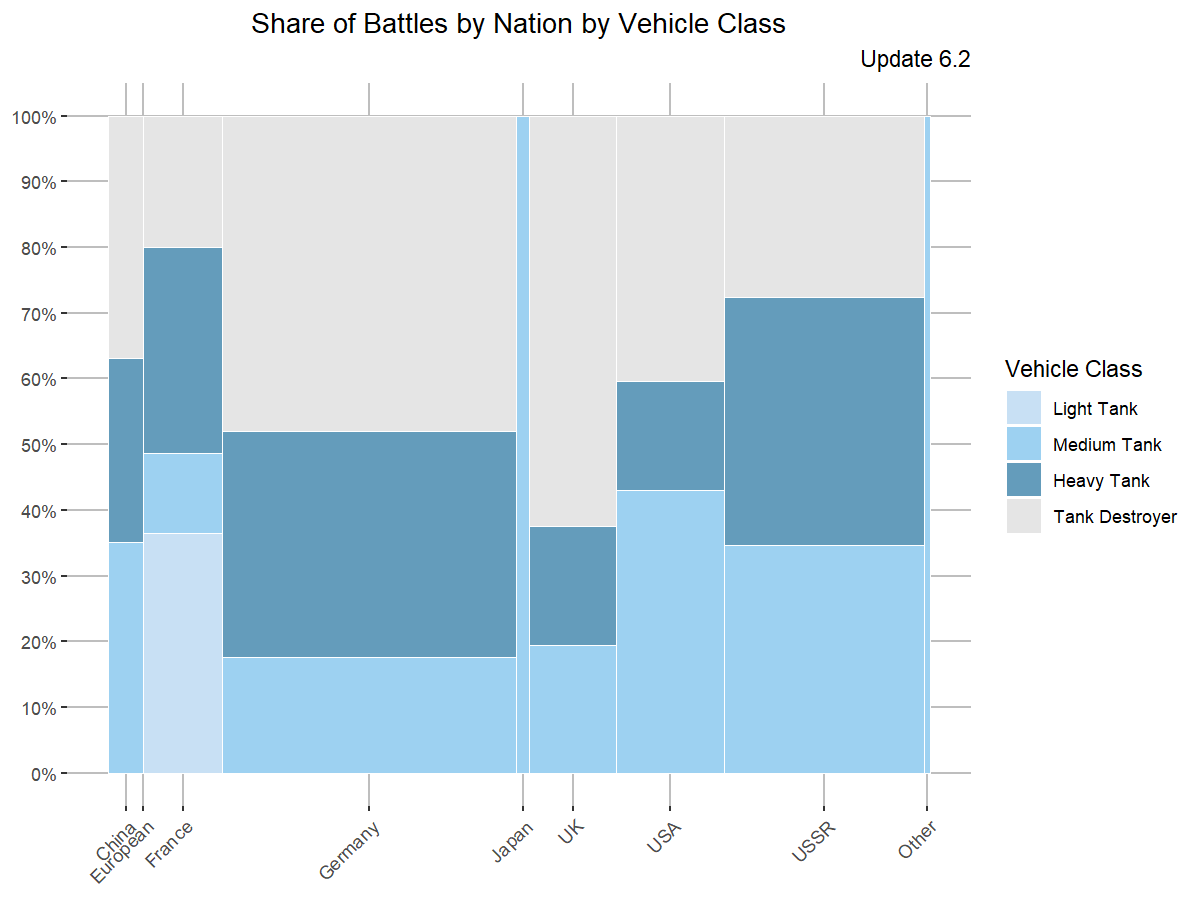 Share of Battles by Nation by Vehicle Class
Update 6.2
100%
90%
80%
70%
60%
50%
40%
30%
20%
10%
0%
China
European
France
Germany
Japan
UK
USA
USSR
Other
Vehicle Class
Light Tank
Medium Tank
Heavy Tank
Tank Destroyer